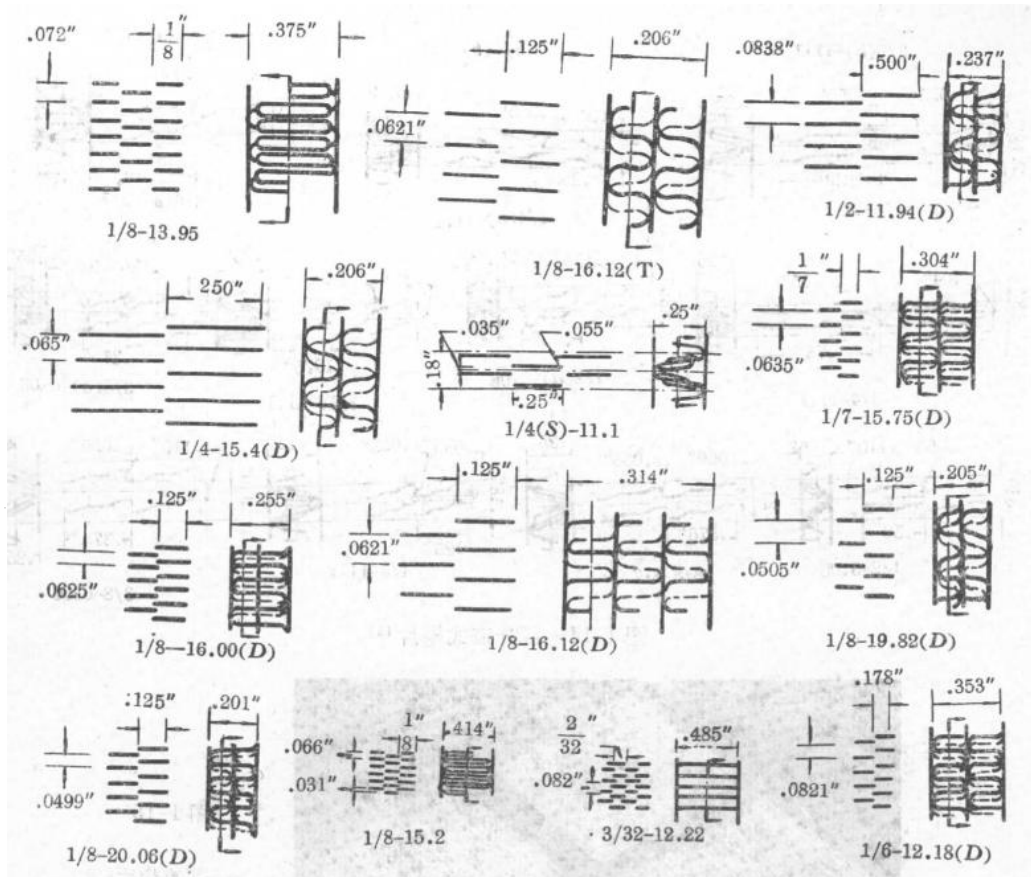 .072" 1/8" .375"
1/8-13.95
.125" .206"
.0621"
1/8-16.12(T)
.0838" .500" .237"
1/2-11.94(D)
250" .206"
.065"
1/4-15.4(D)
.035" .055" .25"
.18"
.25"
1/4(S)-11.1
1/7" .304"
.0635"
1/7-15.75(D)
.125" .255"
.0625"
1/8—16.00(D)
.125" .314"
.0621"
1/8-16.12(D)
.125" .205"
.0505"
1/8-19.82(D)
.125" .201"
.0499"
1/8-20.06(D)
.066" 1/8" .414"
.031"
1/8-15.2
2/32" .485"
.082"
3/32-12.22
.178" .353"
.0821"
1/6-12.18(D)